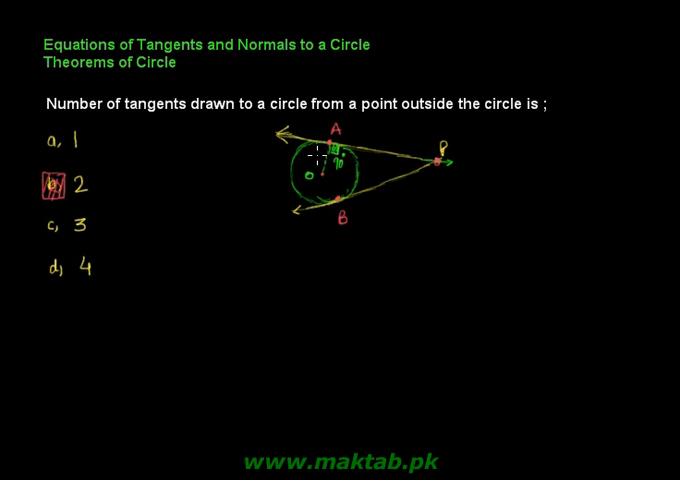 Equations of Tangents and Normals to a Circle
Theorems of Circle
Number of tangents drawn to a circle from a point outside the circle is ;
a, 1
A
P
90°
b, 2
O
B
c, 3
d, 4
www.maktab.pk